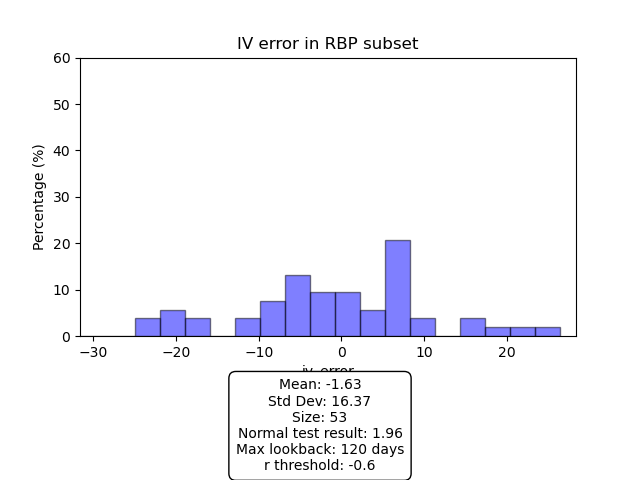 IV error in RBP subset
60
50
40
30
20
10
0
Percentage (%)
−30
−20
−10
0
10
20
iv_error
Mean: -1.63
Std Dev: 16.37
Size: 53
Normal test result: 1.96
Max lookback: 120 days
r threshold: -0.6